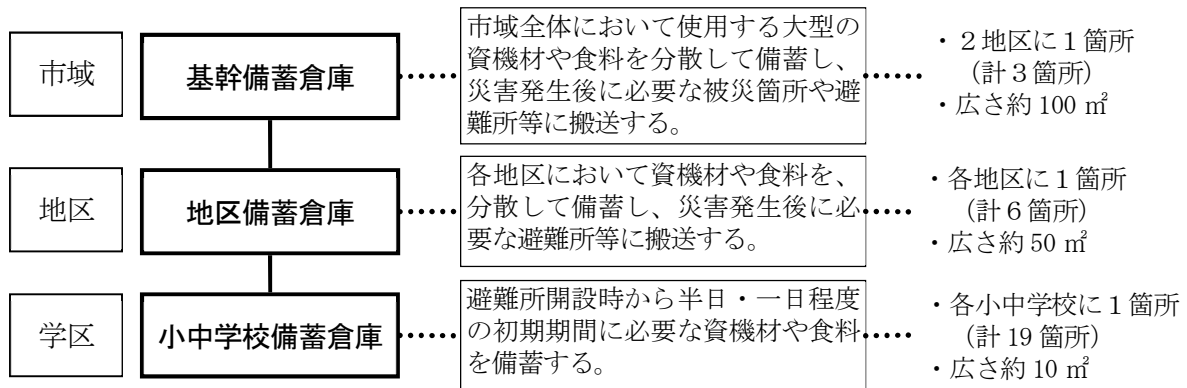 市域
基幹備蓄倉庫
市域全体において使用する大型の
資機材や食料を分散して備蓄し、
災害発生後に必要な被災箇所や避
難所等に搬送する。
・２地区に１箇所
（計３箇所）
・広さ約 100 ㎡
地区
地区備蓄倉庫
各地区において資機材や食料を、
分散して備蓄し、災害発生後に必
要な避難所等に搬送する。
・各地区に１箇所
（計６箇所）
・広さ約 50 ㎡
学区
小中学校備蓄倉庫
避難所開設時から半日・一日程度
の初期期間に必要な資機材や食料
を備蓄する。
・各小中学校に１箇所
（計 19 箇所）
・広さ約 10 ㎡